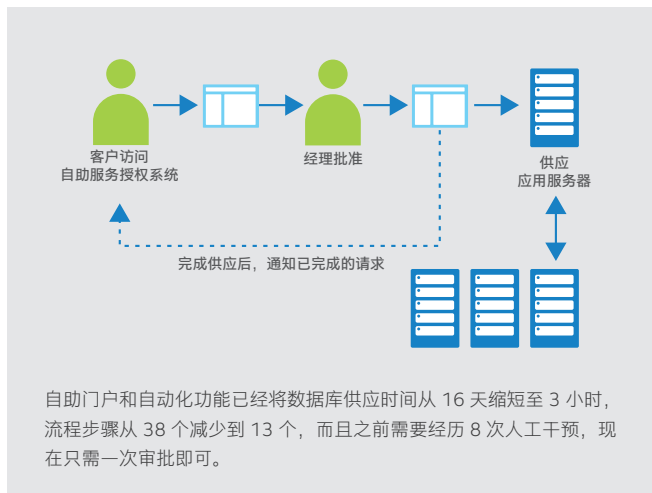 客户访问
自助服务授权系统
经理批准
供应
应用服务器
完成供应后，通知已完成的请求
自助门户和自动化功能已经将数据库供应时间从 16 天缩短至 3 小时，
流程步骤从 38 个减少到 13 个，而且之前需要经历 8 次人工干预，现
在只需一次审批即可。